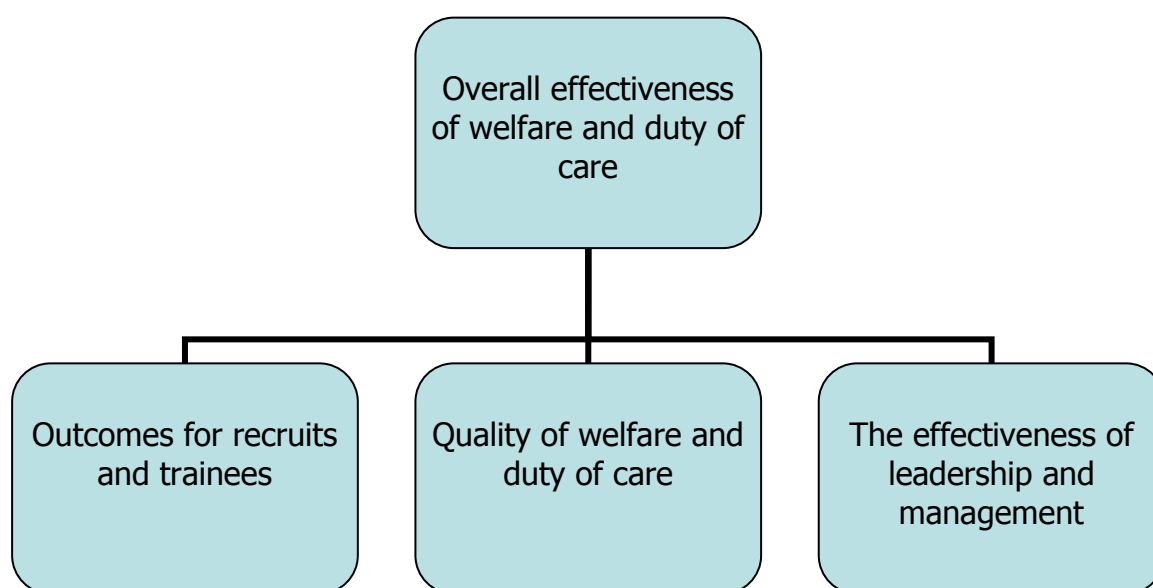 Overall effectiveness
of welfare and duty of
care
Outcomes for recruits
and trainees
Quality of welfare and
duty of care
The effectiveness of
leadership and
management